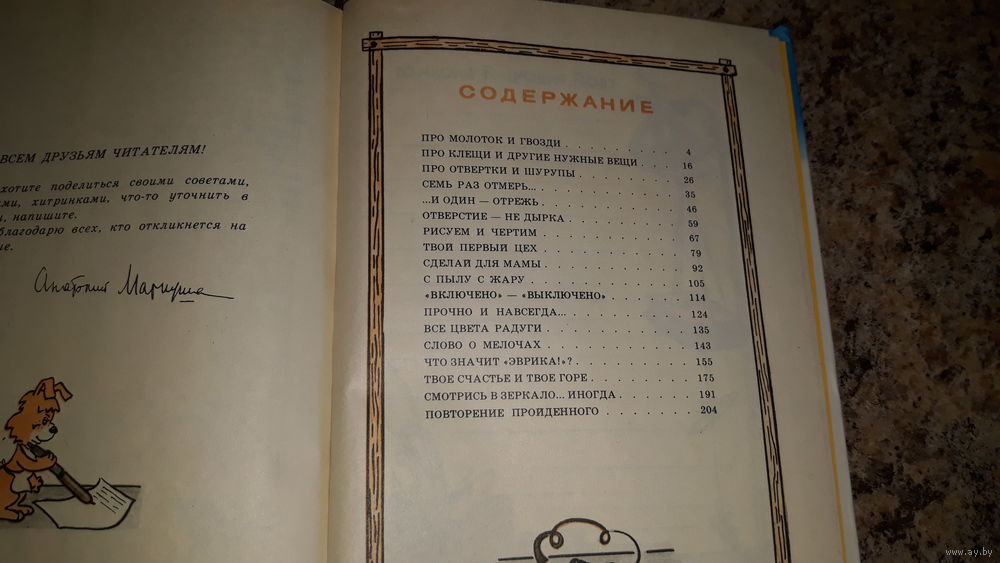 ВСЕМ ДРУЗЬЯМ ЧИТАТЕЛЯМ!
хотите поделиться своими советами,
хитринками, что-то уточнить в
напишите.
благодарю всех, кто откликнется на
Анатолий Маркуша
СОДЕРЖАНИЕ
ПРО МОЛОТОК И ГВОЗДИ . . . . . . . . 4
ПРО КЛЕЩИ И ДРУГИЕ НУЖНЫЕ ВЕЩИ . . . 16
ПРО ОТВЕРТКИ И ШУРУПЫ . . . . . . . 26
СЕМЬ РАЗ ОТМЕРЬ... . . . . . . . . . 35
...И ОДИН — ОТРЕЖЬ . . . . . . . . . 46
ОТВЕРСТИЕ — НЕ ДЫРКА . . . . . . . . 59
РИСУЕМ И ЧЕРТИМ . . . . . . . . . . 67
ТВОЙ ПЕРВЫЙ ЦЕХ . . . . . . . . . . 79
СДЕЛАЙ ДЛЯ МАМЫ . . . . . . . . . . 92
С ПЫЛУ С ЖАРУ . . . . . . . . . . . 105
«ВКЛЮЧЕНО» — «ВЫКЛЮЧЕНО» . . . . . . 114
ПРОЧНО И НАВСЕГДА... . . . . . . . . 124
ВСЕ ЦВЕТА РАДУГИ . . . . . . . . . . 135
СЛОВО О МЕЛОЧАХ . . . . . . . . . . 143
ЧТО ЗНАЧИТ «ЭВРИКА!»? . . . . . . . 155
ТВОЕ СЧАСТЬЕ И ТВОЕ ГОРЕ . . . . . . 175
СМОТРИСЬ В ЗЕРКАЛО... ИНОГДА . . . . 191
ПОВТОРЕНИЕ ПРОЙДЕННОГО . . . . . . . 204
www.ay.by